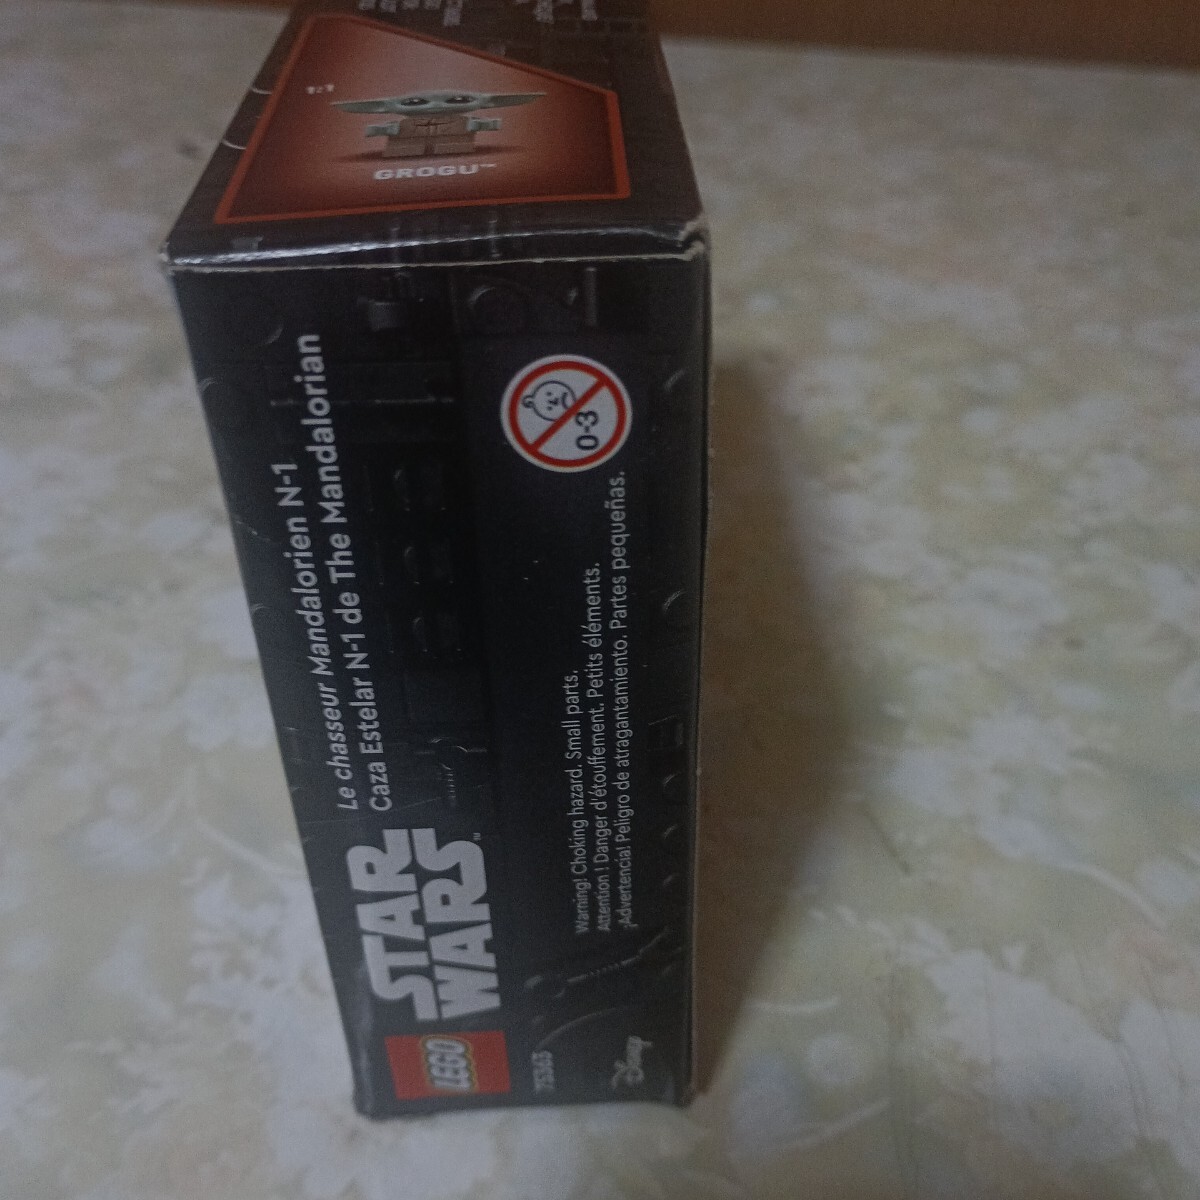 1:1
GROGU™
LEGO
STAR
WARS™
Le chasseur Mandalorien N-1
Caza Estelar N-1 de The Mandalorian
75363
Disney
Warning! Choking hazard. Small parts.
Attention ! Danger d'étouffement. Petits éléments.
¡Advertencia! Peligro de atragantamiento. Partes pequeñas.
0-3